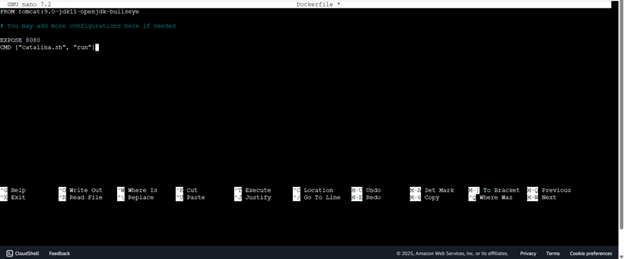 GNU nano 7.2 Dockerfile *
FROM tomcat:9.0-jdk11-openjdk-bullseye
# You may add more configurations here if needed
EXPOSE 8080
CMD ["catalina.sh", "run"]
^G Help ^O Write Out ^W Where Is ^K Cut ^T Execute ^C Location M-U Undo M-A Set Mark M-] To Bracket M-Q Previous
^X Exit ^R Read File ^\ Replace ^U Paste ^J Justify ^/ Go To Line M-E Redo M-6 Copy ^Q Where Was M-W Next
CloudShell Feedback © 2025, Amazon Web Services, Inc. or its affiliates. Privacy Terms Cookie preferences